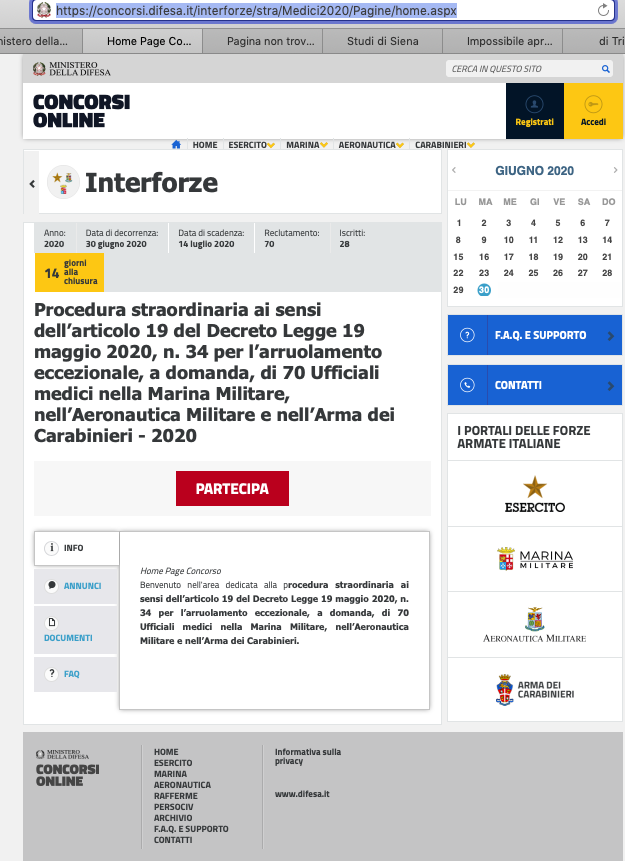 https://concorsi.difesa.it/interforze/stra/Medici2020/Pagine/home.aspx
nistero della...
Home Page Co...
Pagina non trov...
Studi di Siena
Impossibile apr...
di Tri
MINISTERO
DELLA DIFESA
CERCA IN QUESTO SITO
CONCORSI
ONLINE
Registrati
Accedi
HOME ESERCITO MARINA AERONAUTICA CARABINIERI
Interforze
Anno:
2020
Data di decorrenza:
30 giugno 2020
Data di scadenza:
14 luglio 2020
Reclutamento:
70
Iscritti:
28
14 giorni
alla
chiusura
Procedura straordinaria ai sensi
dell'articolo 19 del Decreto Legge 19
maggio 2020, n. 34 per l'arruolamento
eccezionale, a domanda, di 70 Ufficiali
medici nella Marina Militare,
nell'Aeronautica Militare e nell'Arma dei
Carabinieri - 2020
PARTECIPA
INFO
ANNUNCI
DOCUMENTI
FAQ
Home Page Concorso
Benvenuto nell'area dedicata alla procedura straordinaria ai
sensi dell'articolo 19 del Decreto Legge 19 maggio 2020, n.
34 per l'arruolamento eccezionale, a domanda, di 70
Ufficiali medici nella Marina Militare, nell'Aeronautica
Militare e nell'Arma dei Carabinieri.
GIUGNO 2020
LU MA ME GI VE SA DO
1 2 3 4 5 6 7
8 9 10 11 12 13 14
15 16 17 18 19 20 21
22 23 24 25 26 27 28
29 30
F.A.Q. E SUPPORTO
CONTATTI
I PORTALI DELLE FORZE
ARMATE ITALIANE
ESERCITO
MARINA
MILITARE
AERONAUTICA MILITARE
ARMA DEI
CARABINIERI
MINISTERO
DELLA DIFESA
CONCORSI
ONLINE
HOME
ESERCITO
MARINA
AERONAUTICA
RAFFERME
PERSOCIV
ARCHIVIO
F.A.Q. E SUPPORTO
CONTATTI
Informativa sulla
privacy
www.difesa.it